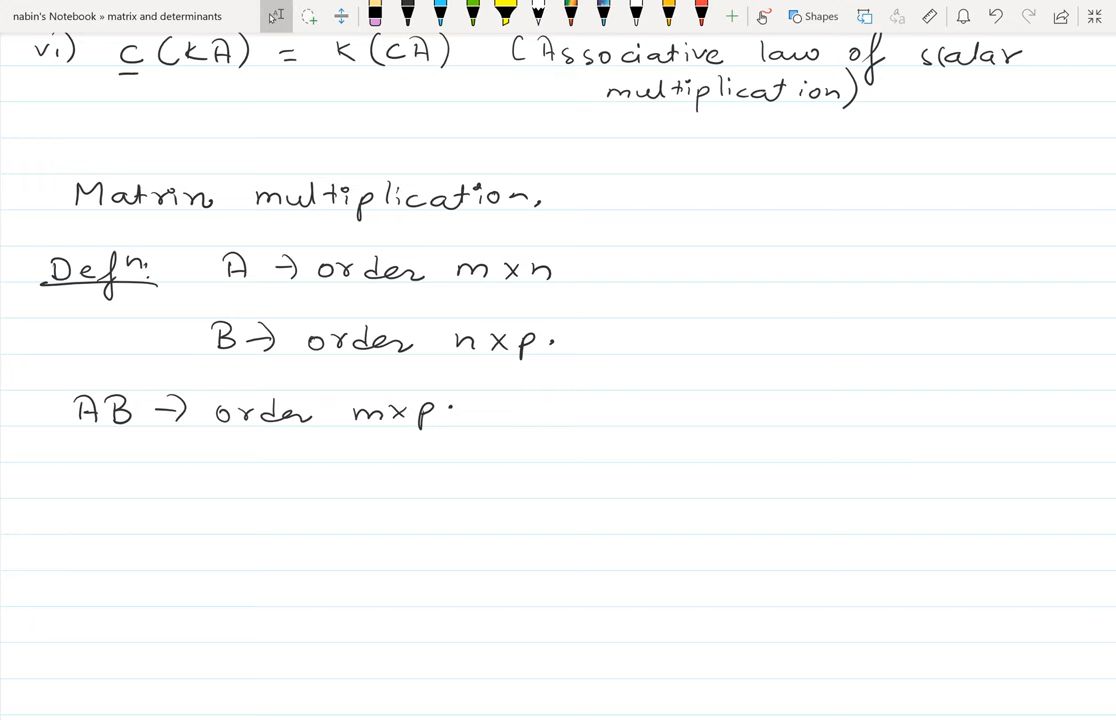 nabin's Notebook » matrix and determinants
Shapes
vi) C (KA) = K (CA) (Associative law of scalar
multiplication)
Matrix multiplication,
Defn. A → order m x n
B → order n x p.
AB → order m x p.